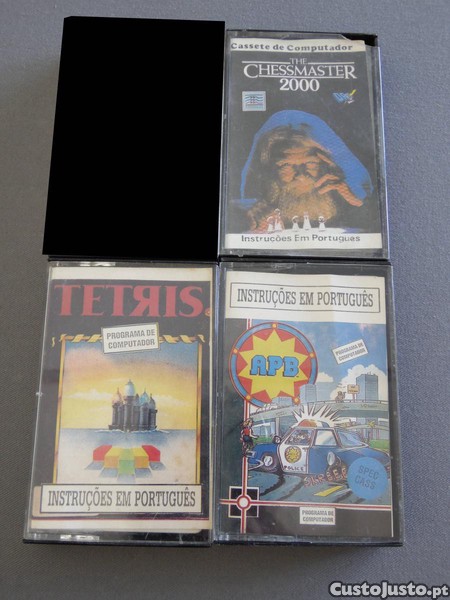 Cassete de Computador
THE
CHESSMASTER
2000
Instruções Em Português
TETRIS
PROGRAMA DE
COMPUTADOR
INSTRUÇÕES EM PORTUGUÊS
INSTRUÇÕES EM PORTUGUÊS
APB
PROGRAMA DE
COMPUTADOR
POLICE
SPEC
CASS
PROGRAMA DE
COMPUTADOR
CustoJusto.pt